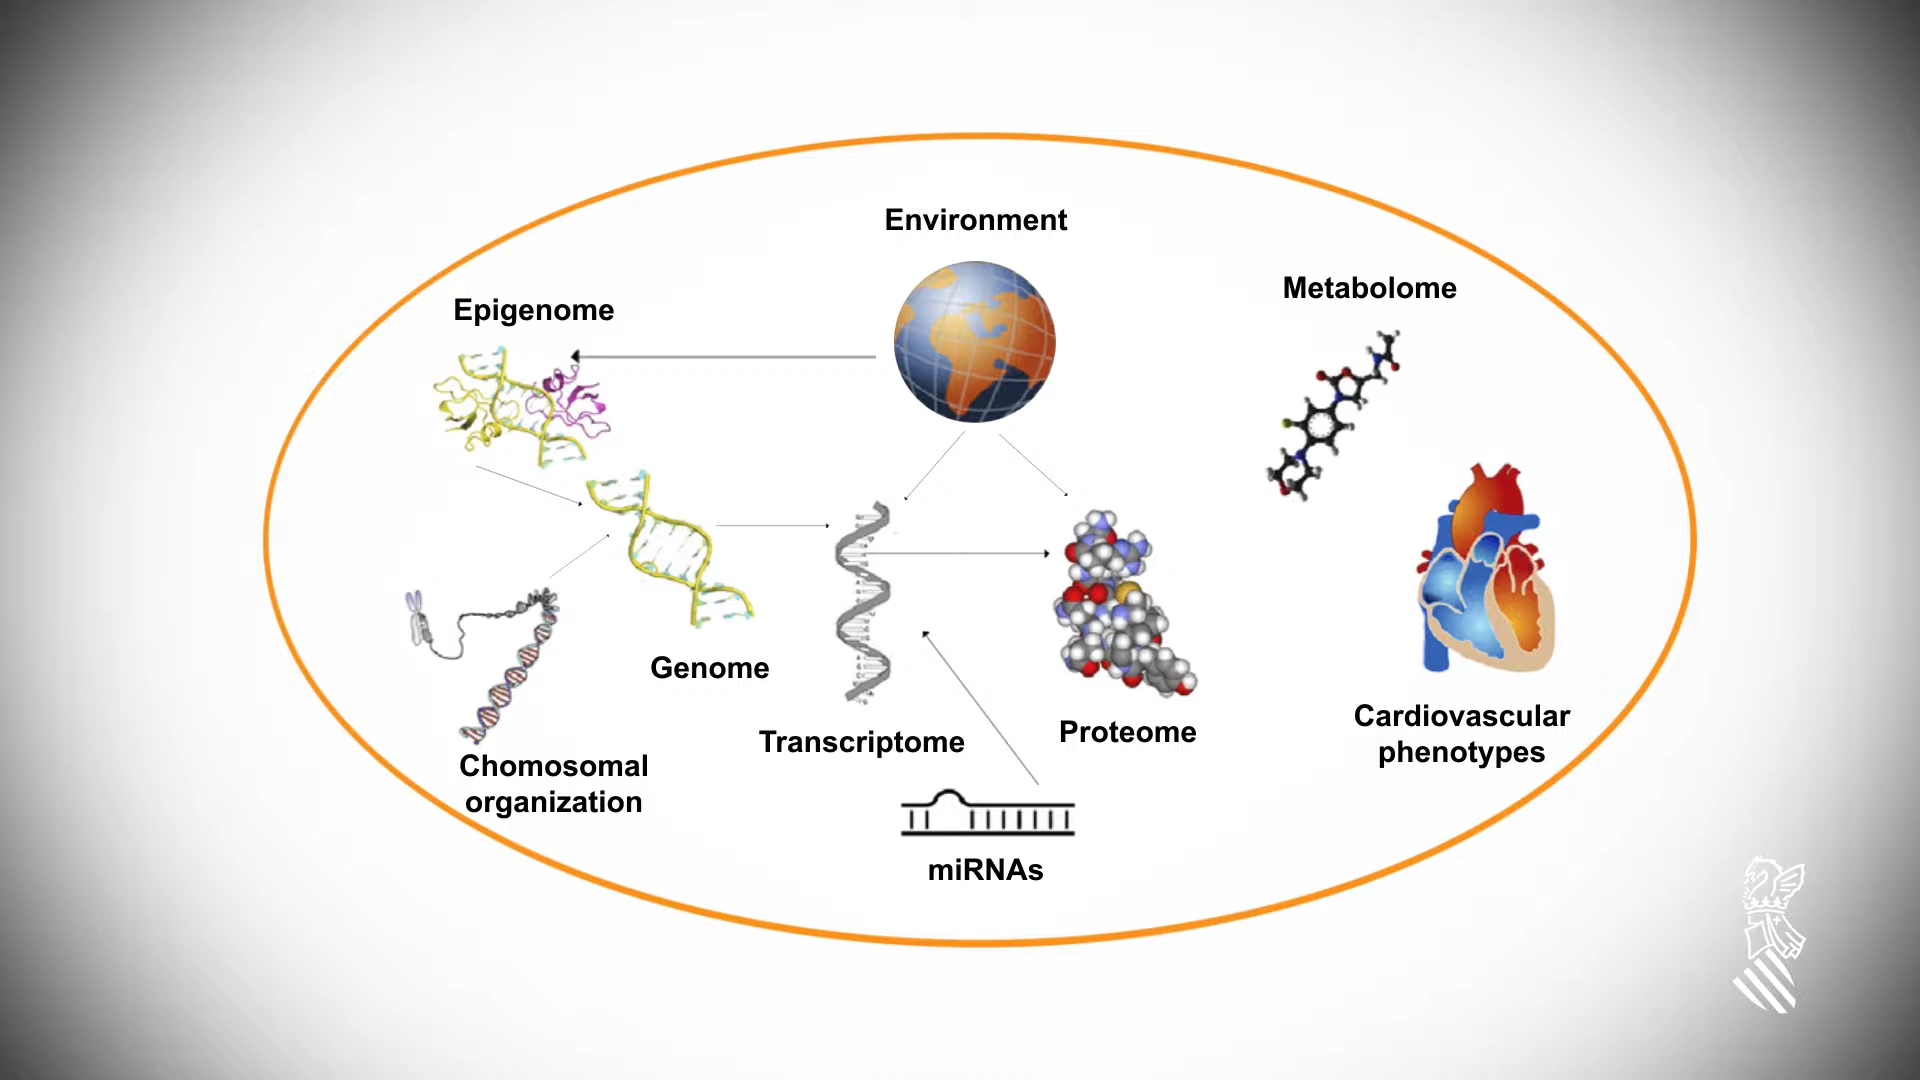 Environment
Metabolome
Epigenome
Genome
Transcriptome
Proteome
Cardiovascular
phenotypes
Chomosomal
organization
miRNAs